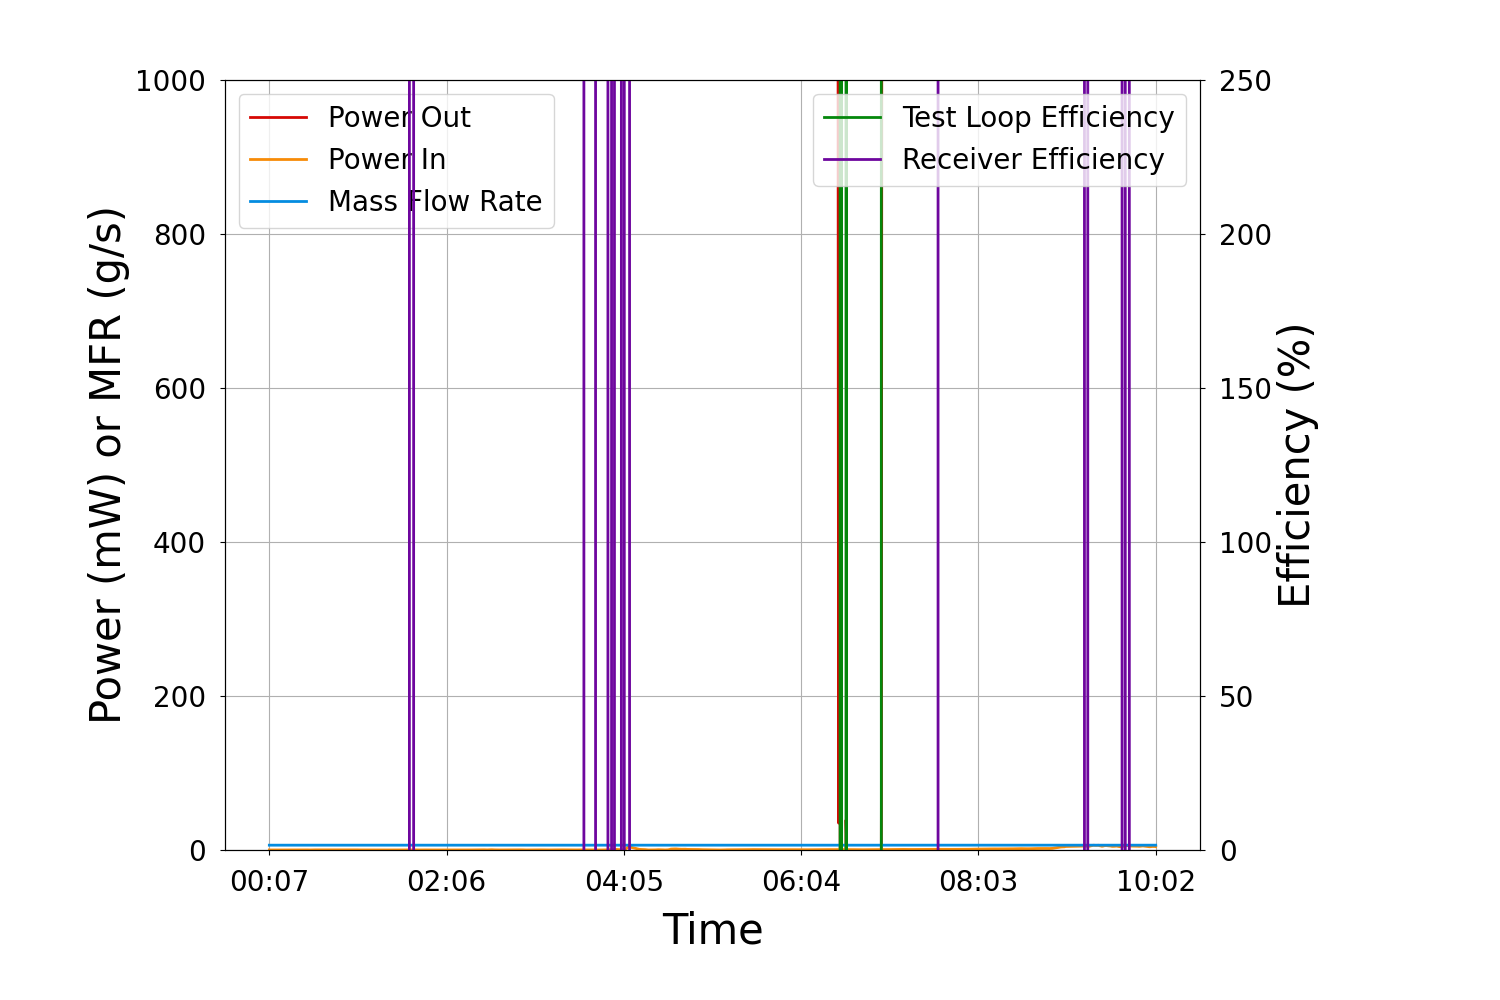 1000
800
600
400
200
0
Power (mW) or MFR (g/s)
Power Out
Power In
Mass Flow Rate
Test Loop Efficiency
Receiver Efficiency
250
200
150
100
50
0
Efficiency (%)
00:07 02:06 04:05 06:04 08:03 10:02
Time